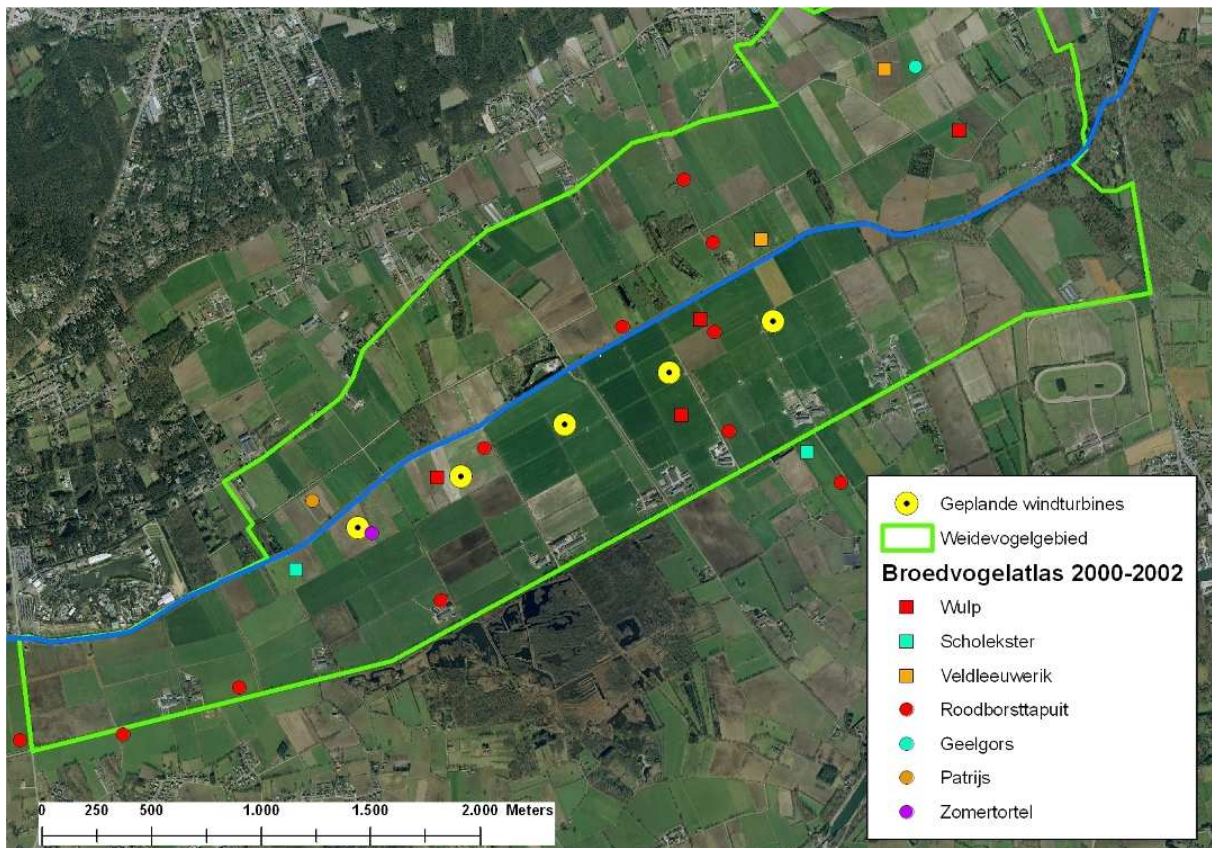 Geplande windturbines
Weidevogelgebied
Broedvogelatlas 2000-2002
Wulp
Scholekster
Veldleeuwerik
Roodborsttapuit
Geelgors
Patrijs
Zomertortel
0 250 500 1.000 1.500 2.000 Meters